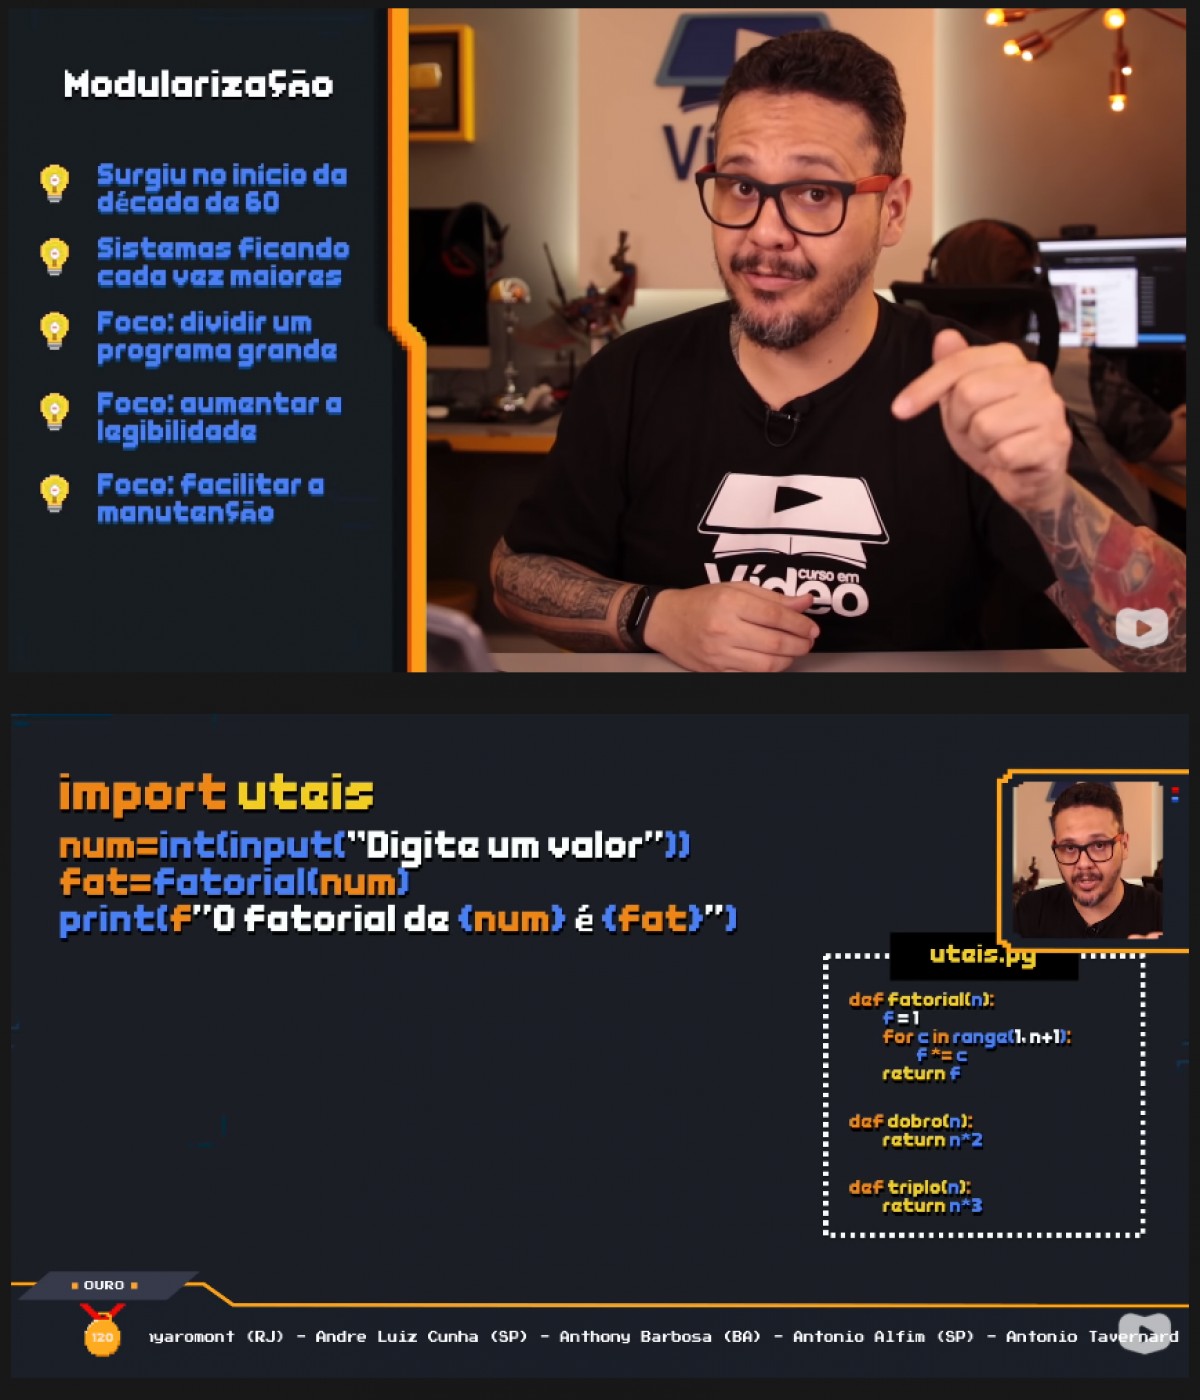 Modularização
Surgiu no início da
década de 60
Sistemas ficando
cada vez maiores
Foco: dividir um
programa grande
Foco: aumentar a
legibilidade
Foco: facilitar a
manutenção
curso em
Vídeo
import uteis
num=int(input("Digite um valor"))
fat=fatorial(num)
print(f"O fatorial de {num} é {fat}")
uteis.py
def fatorial(n):
f = 1
for c in range(1, n+1):
f *= c
return f
def dobro(n):
return n*2
def triplo(n):
return n*3
OURO
120
yaromont (RJ) - Andre Luiz Cunha (SP) - Anthony Barbosa (BA) - Antonio Alfim (SP) - Antonio Tavernard